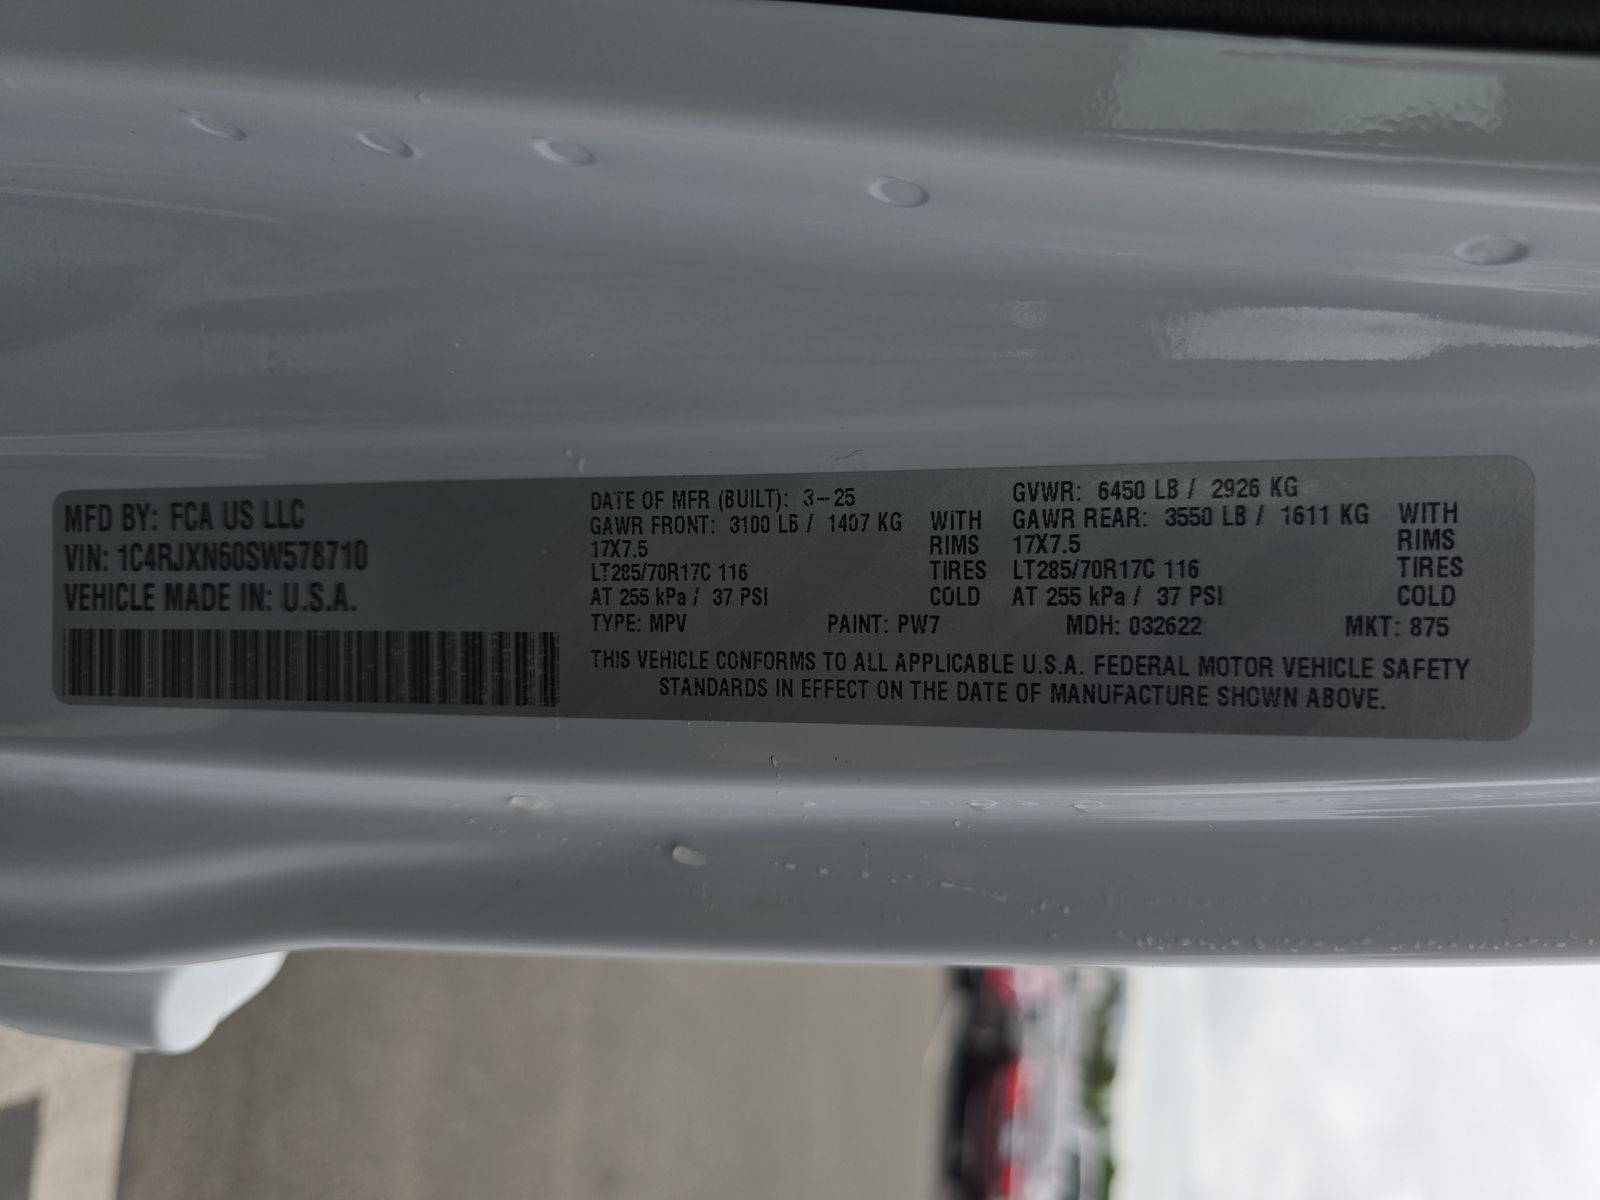 MFD BY: FCA US LLC
VIN: 1C4RJXN60SW578710
VEHICLE MADE IN: U.S.A.
DATE OF MFR (BUILT): 3-25 GVWR: 6450 LB / 2926 KG
GAWR FRONT: 3100 LB / 1407 KG WITH GAWR REAR: 3550 LB / 1611 KG WITH
17X7.5 RIMS 17X7.5 RIMS
LT285/70R17C 116 TIRES LT285/70R17C 116 TIRES
AT 255 kPa / 37 PSI COLD AT 255 kPa / 37 PSI COLD
TYPE: MPV PAINT: PW7 MDH: 032622 MKT: 875
THIS VEHICLE CONFORMS TO ALL APPLICABLE U.S.A. FEDERAL MOTOR VEHICLE SAFETY
STANDARDS IN EFFECT ON THE DATE OF MANUFACTURE SHOWN ABOVE.